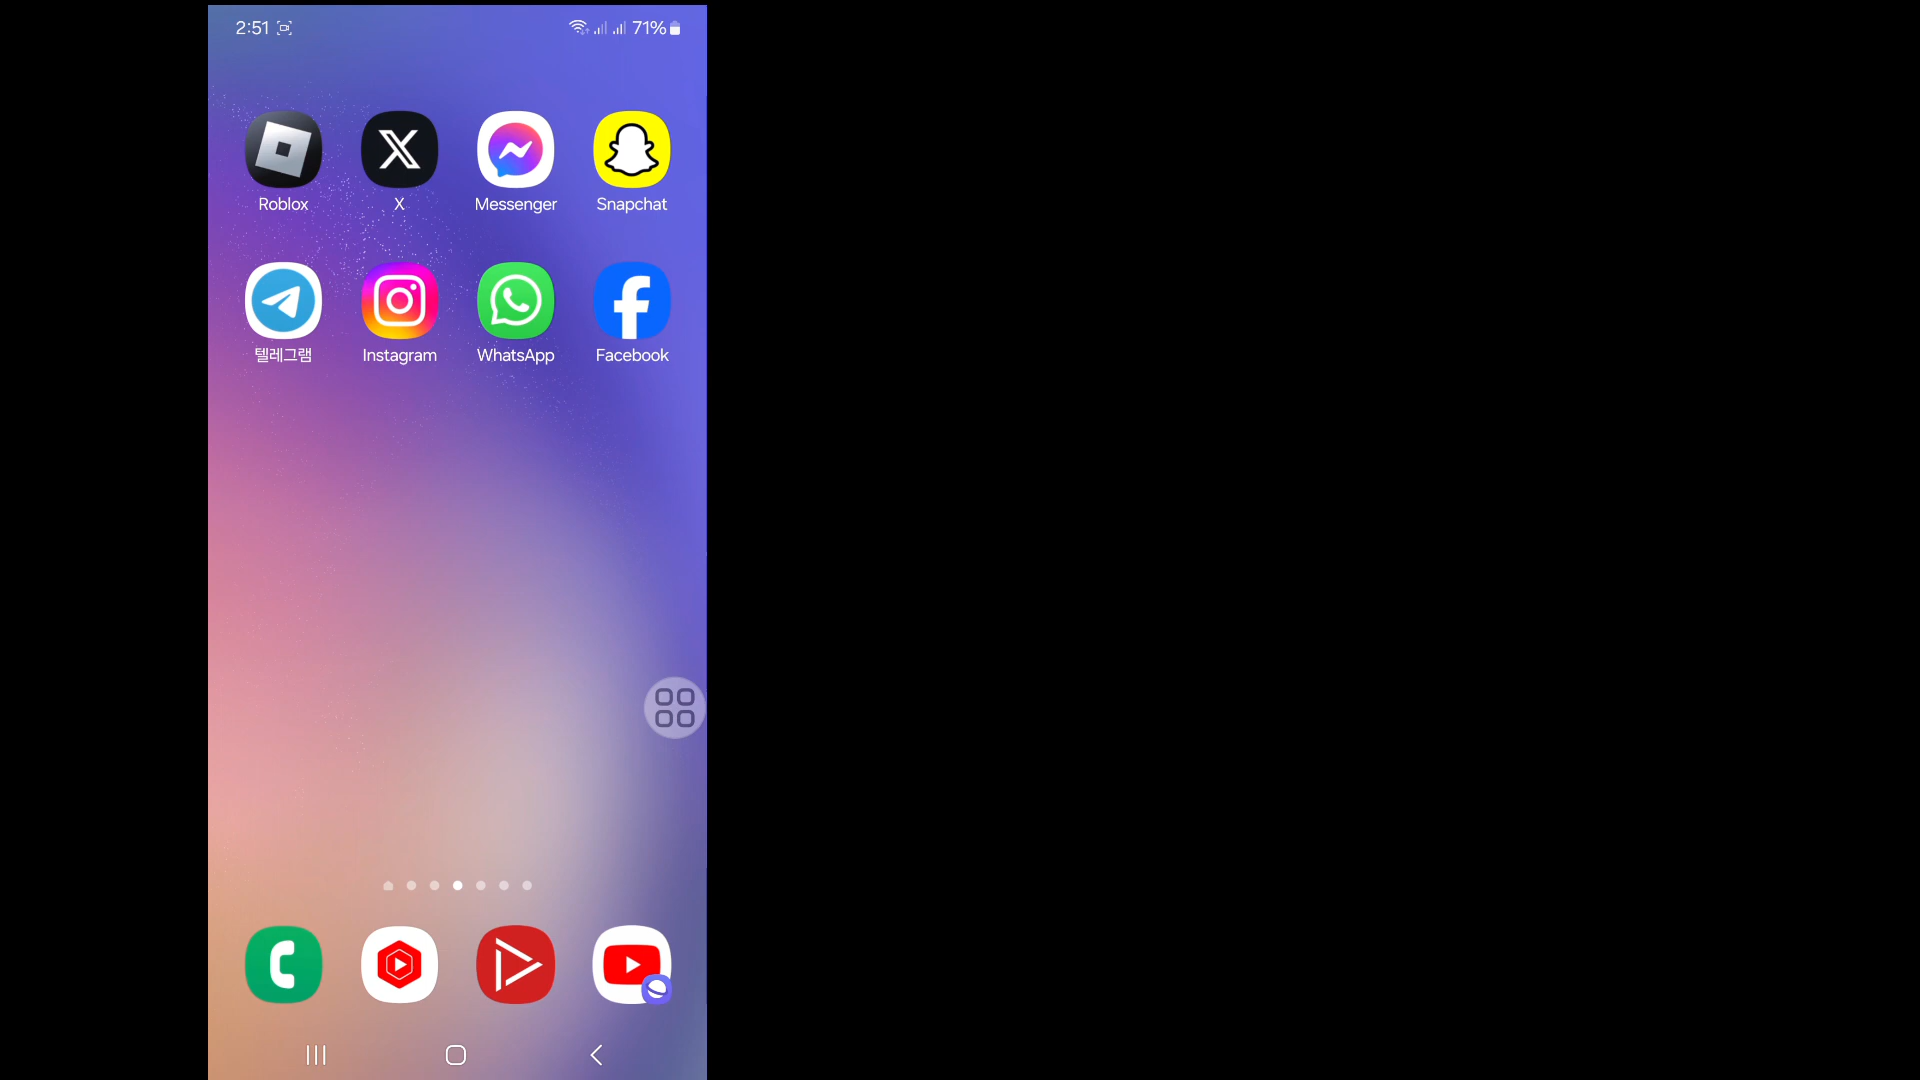 2:51 71%
Roblox X Messenger Snapchat
텔레그램 Instagram WhatsApp Facebook